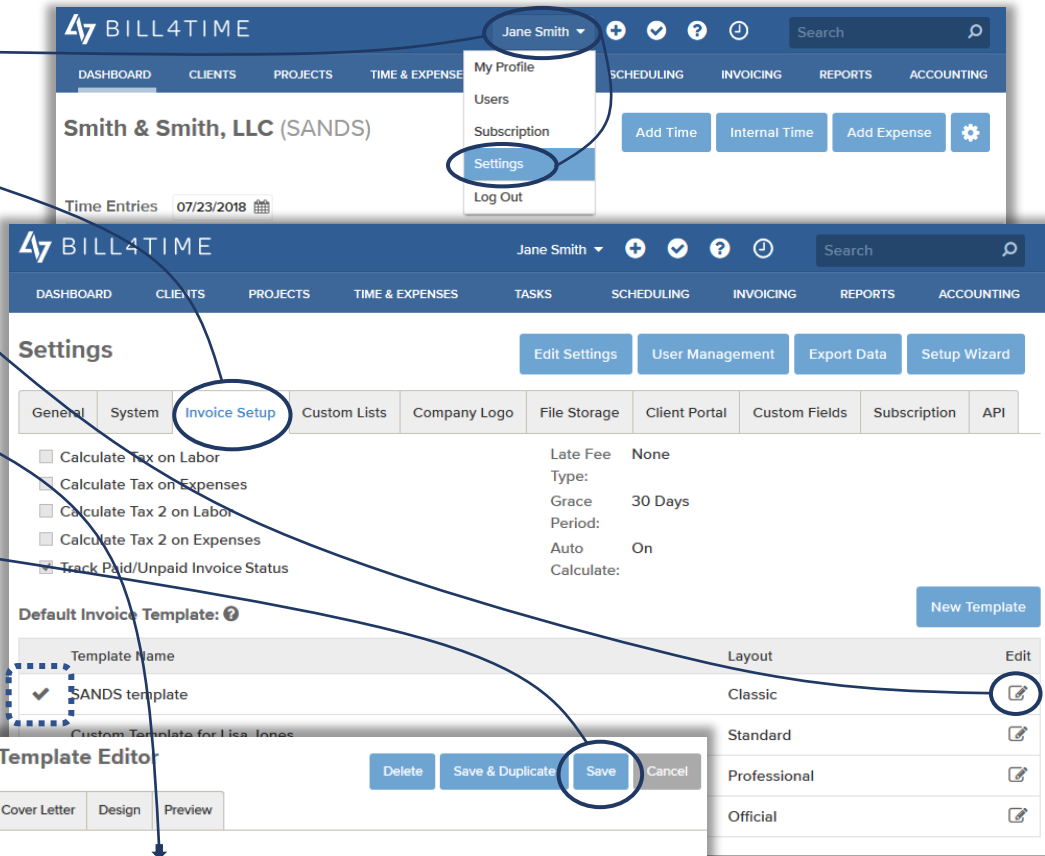 BILL4TIME Jane Smith Search
DASHBOARD CLIENTS PROJECTS TIME & EXPENSE SCHEDULING INVOICING REPORTS ACCOUNTING
My Profile
Users
Smith & Smith, LLC (SANDS) Subscription Add Time Internal Time Add Expense
Settings
Time Entries 07/23/2018 Log Out
BILL4TIME Jane Smith Search
DASHBOARD CLIENTS PROJECTS TIME & EXPENSES TASKS SCHEDULING INVOICING REPORTS ACCOUNTING
Settings Edit Settings User Management Export Data Setup Wizard
General System Invoice Setup Custom Lists Company Logo File Storage Client Portal Custom Fields Subscription API
Calculate Tax on Labor
Calculate Tax on Expenses
Calculate Tax 2 on Labor
Calculate Tax 2 on Expenses
Track Paid/Unpaid Invoice Status
Late Fee Type: None
Grace Period: 30 Days
Auto Calculate: On
New Template
Default Invoice Template:
Template Name Layout Edit
SANDS template Classic
Custom Template for Lisa Jones Standard
Professional
Official
Template Editor Delete Save & Duplicate Save Cancel
Cover Letter Design Preview